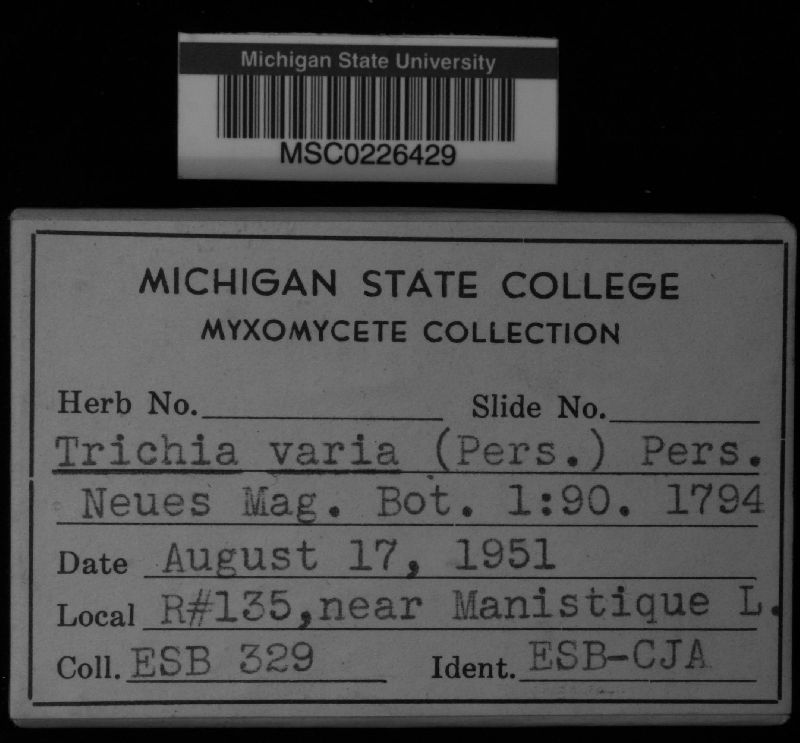 Michigan State University
MSC0226429
MICHIGAN STATE COLLEGE
MYXOMYCETE COLLECTION
Herb No. Slide No.
Trichia varia (Pers.) Pers.
Neues Mag. Bot. 1:90. 1794
Date August 17, 1951
Local R#135,near Manistique L.
Coll. ESB 329 Ident. ESB-CJA